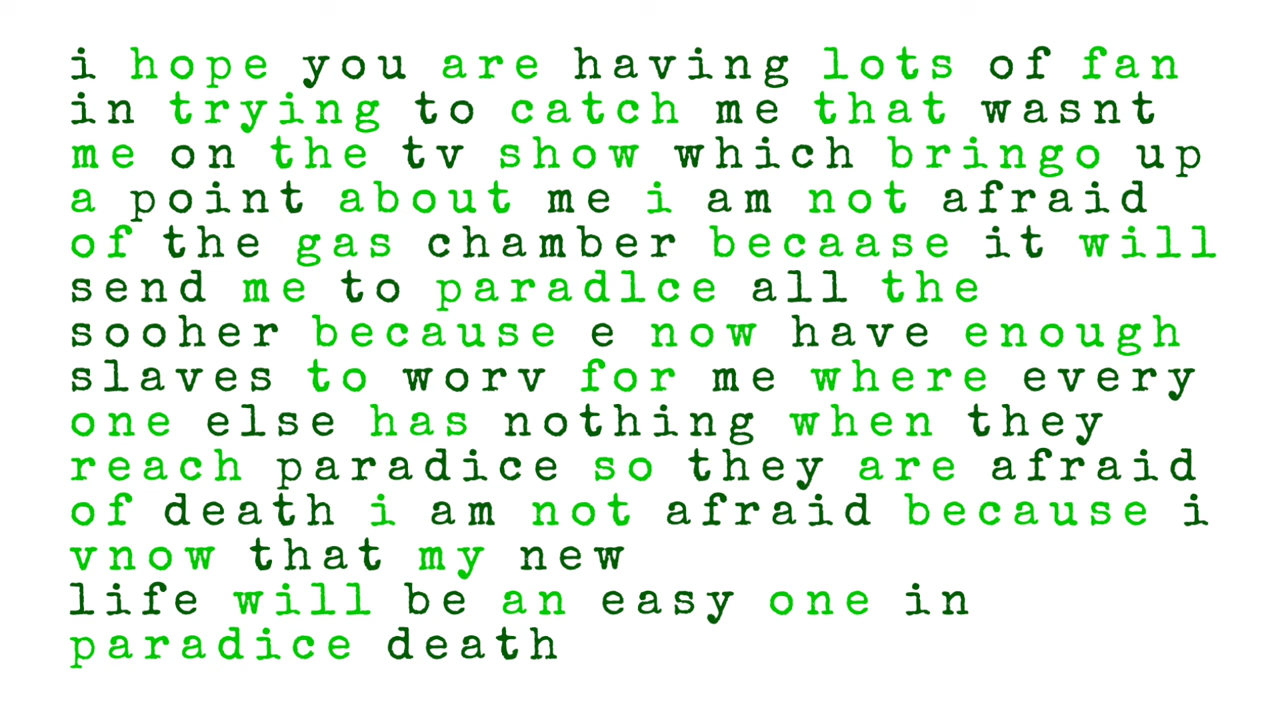 i hope you are having lots of fan
in trying to catch me that wasnt
me on the tv show which bringo up
a point about me i am not afraid
of the gas chamber becaase it will
send me to paradlce all the
sooher because e now have enough
slaves to worv for me where every
one else has nothing when they
reach paradice so they are afraid
of death i am not afraid because i
vnow that my new
life will be an easy one in
paradice death